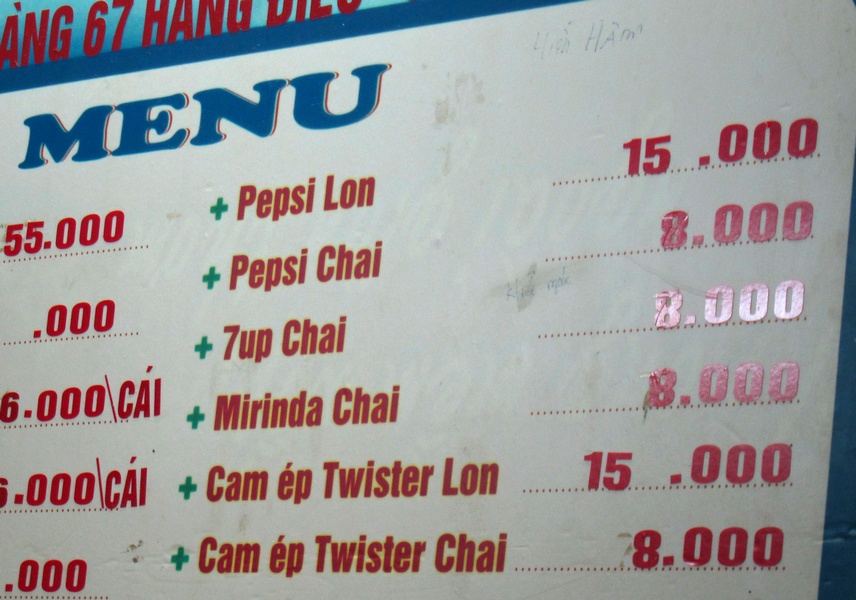 ÀNG 67 HÀNG ĐIẾU
MENU
55.000
.000
6.000\CÁI
6.000\CÁI
.000
+ Pepsi Lon 15 .000
+ Pepsi Chai 8.000
+ 7up Chai 8.000
+ Mirinda Chai 8.000
+ Cam ép Twister Lon 15 .000
+ Cam ép Twister Chai 8.000